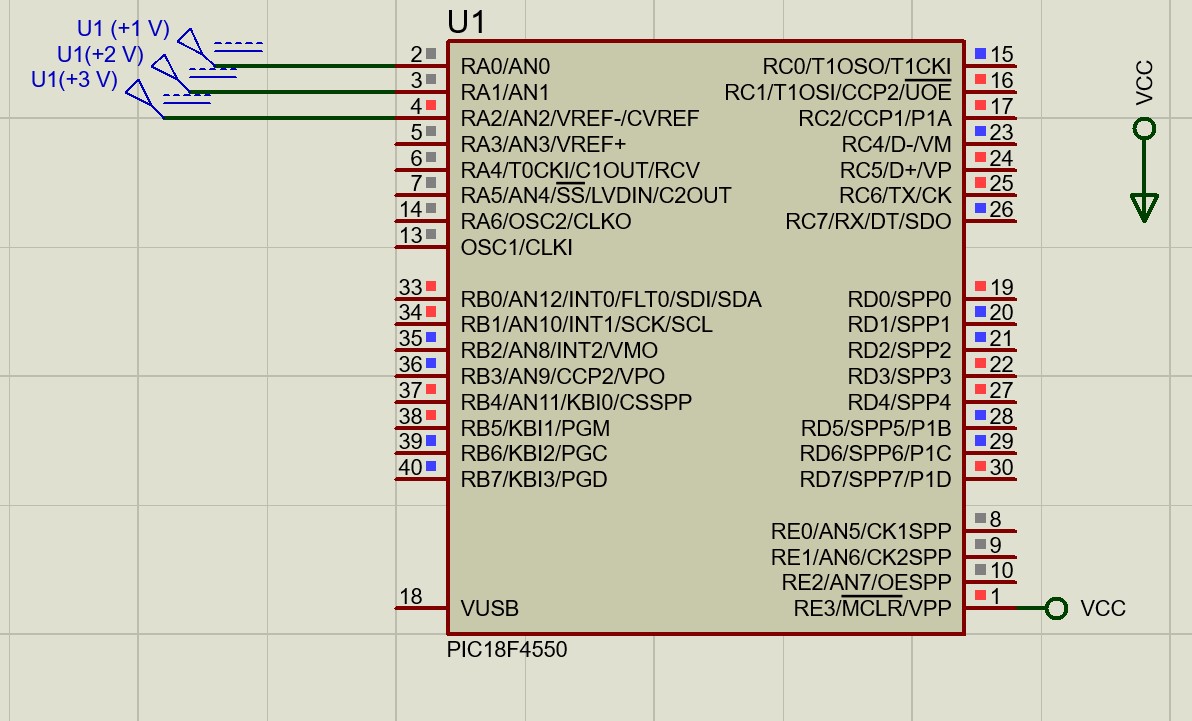 U1
U1 (+1 V)
U1(+2 V)
U1(+3 V)
2 RA0/AN0
3 RA1/AN1
4 RA2/AN2/VREF-/CVREF
5 RA3/AN3/VREF+
6 RA4/T0CKI/C1OUT/RCV
7 RA5/AN4/SS/LVDIN/C2OUT
14 RA6/OSC2/CLKO
13 OSC1/CLKI
33 RB0/AN12/INT0/FLT0/SDI/SDA
34 RB1/AN10/INT1/SCK/SCL
35 RB2/AN8/INT2/VMO
36 RB3/AN9/CCP2/VPO
37 RB4/AN11/KBI0/CSSPP
38 RB5/KBI1/PGM
39 RB6/KBI2/PGC
40 RB7/KBI3/PGD
18 VUSB
RC0/T1OSO/T1CKI 15
RC1/T1OSI/CCP2/UOE 16
RC2/CCP1/P1A 17
RC4/D-/VM 23
RC5/D+/VP 24
RC6/TX/CK 25
RC7/RX/DT/SDO 26
RD0/SPP0 19
RD1/SPP1 20
RD2/SPP2 21
RD3/SPP3 22
RD4/SPP4 27
RD5/SPP5/P1B 28
RD6/SPP6/P1C 29
RD7/SPP7/P1D 30
RE0/AN5/CK1SPP 8
RE1/AN6/CK2SPP 9
RE2/AN7/OESPP 10
RE3/MCLR/VPP 1
VCC
VCC
PIC18F4550